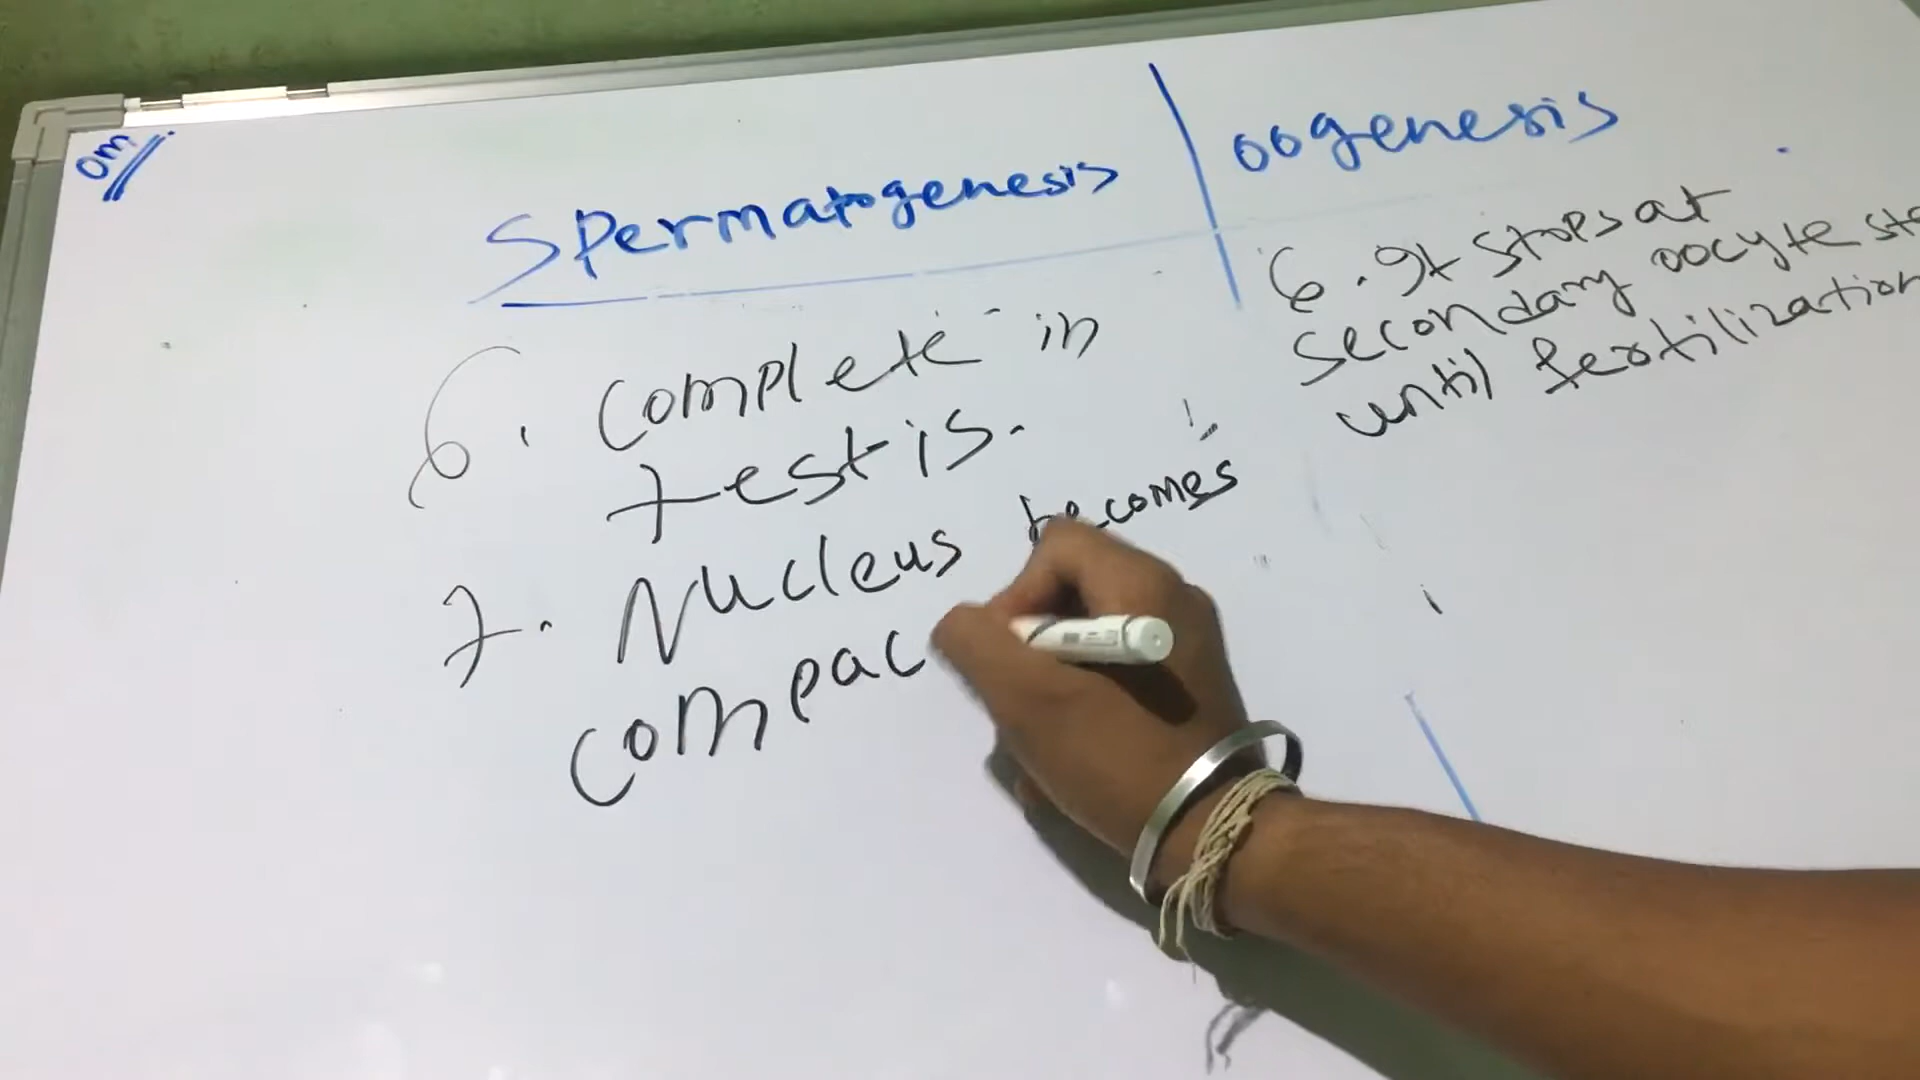 om
Spermatogenesis
6. Complete in
testis.
7. Nucleus becomes
compac
oogenesis
6. It stops at
secondary oocyte st
until fertilization